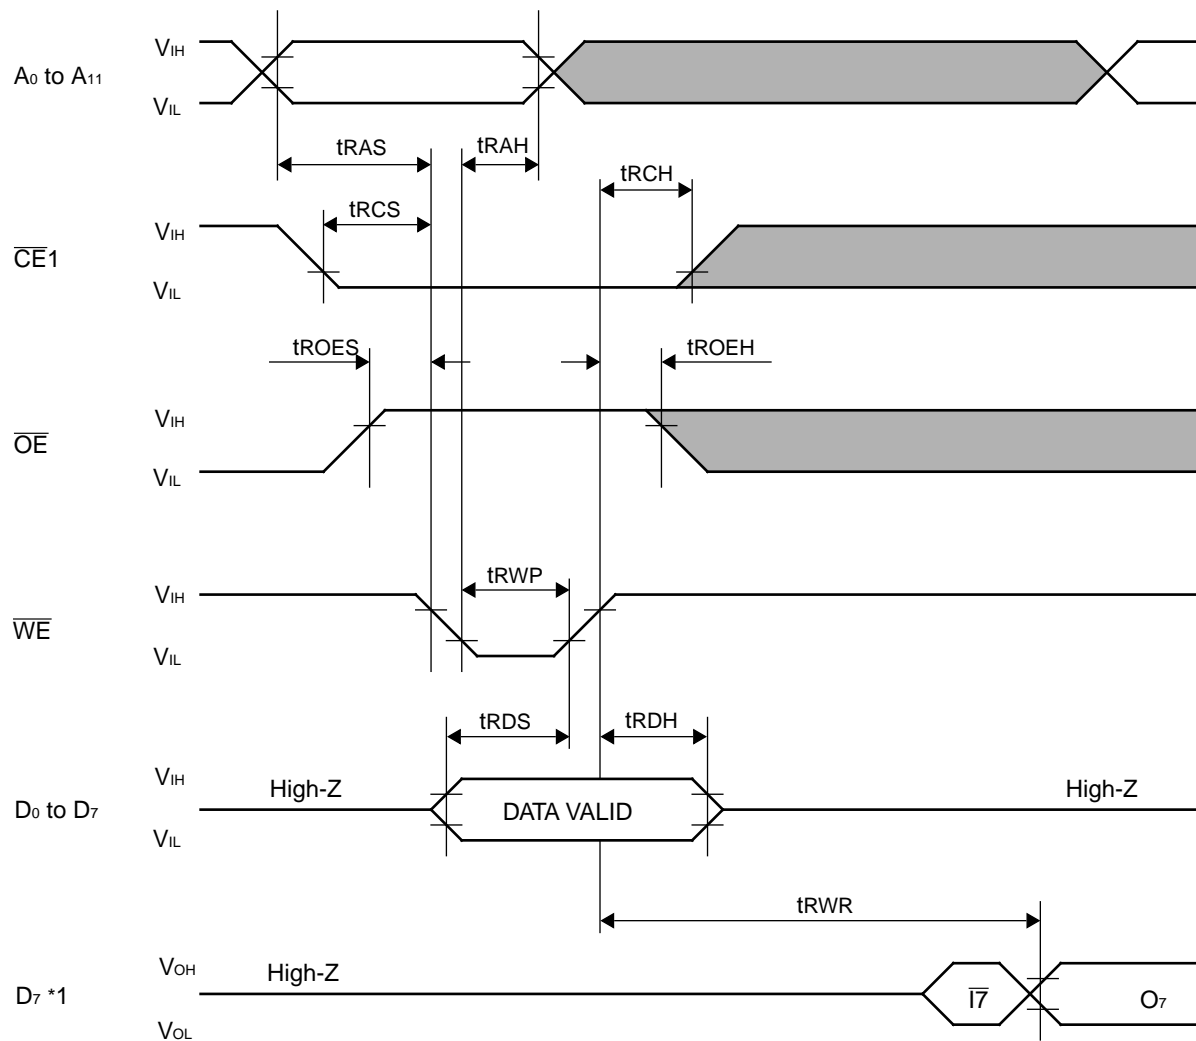 VIH
A0 to A11
VIL
tRAS
tRAH
tRCH
tRCS
VIH
CE1
VIL
tROES
tROEH
VIH
OE
VIL
tRWP
VIH
WE
VIL
tRDS
tRDH
VIH
High-Z
High-Z
D0 to D7
DATA VALID
VIL
tRWR
VOH
High-Z
D7 *1
I7
O7
VOL